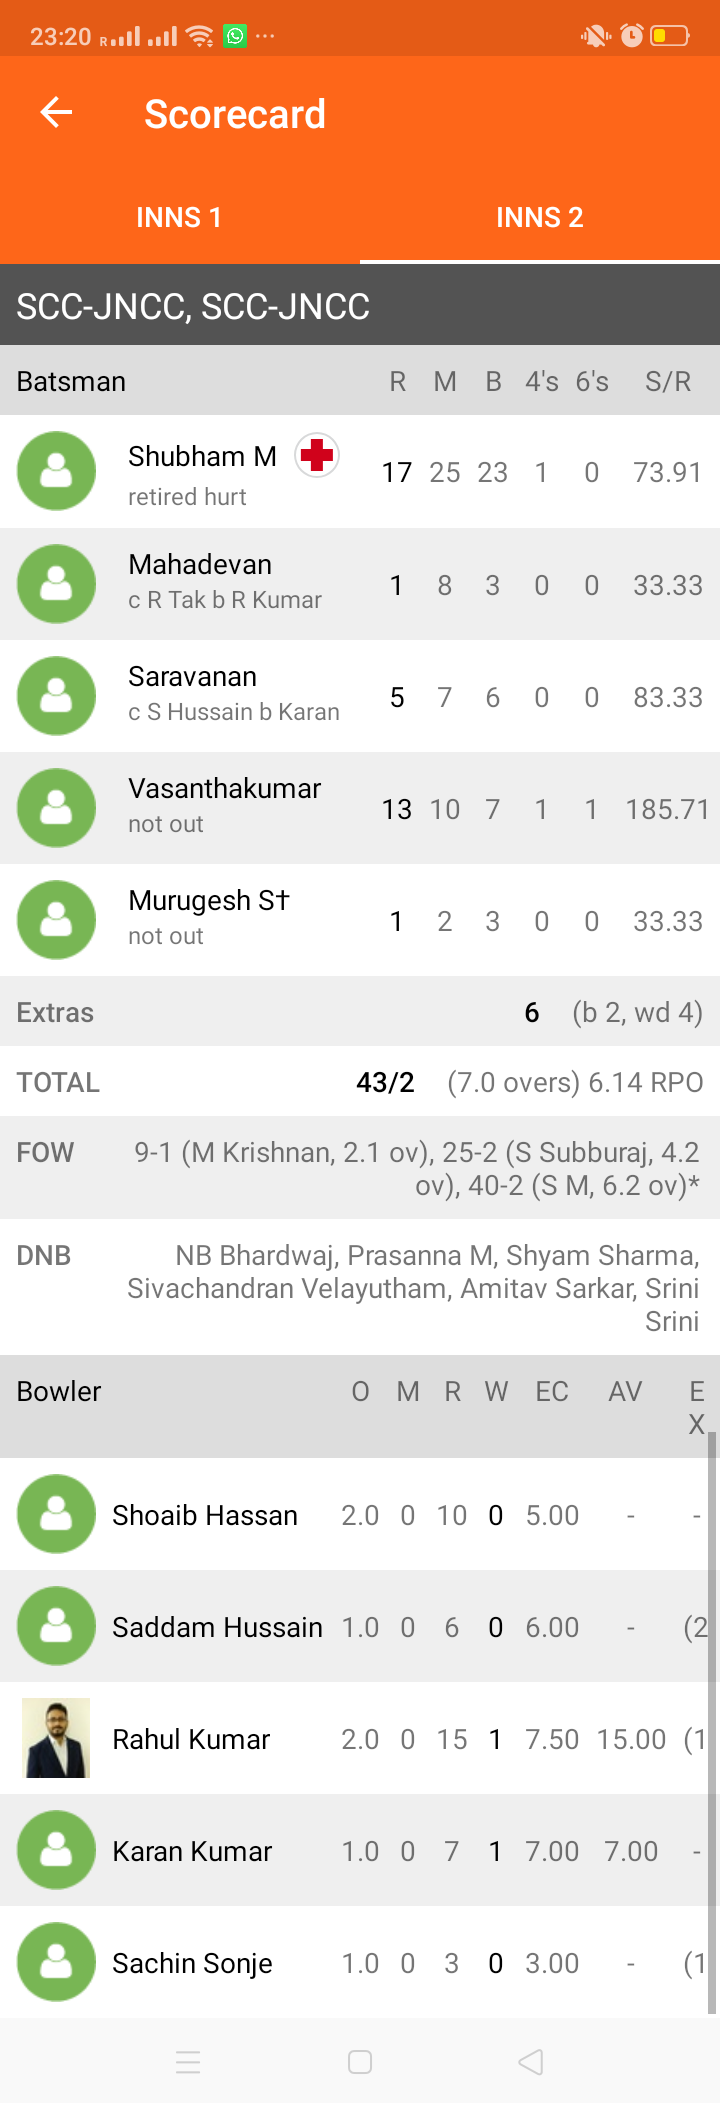 23:20 R ...
Scorecard
INNS 1 INNS 2
SCC-JNCC, SCC-JNCC
Batsman R M B 4's 6's S/R
Shubham M 17 25 23 1 0 73.91
retired hurt
Mahadevan 1 8 3 0 0 33.33
c R Tak b R Kumar
Saravanan 5 7 6 0 0 83.33
c S Hussain b Karan
Vasanthakumar 13 10 7 1 1 185.71
not out
Murugesh S† 1 2 3 0 0 33.33
not out
Extras 6 (b 2, wd 4)
TOTAL 43/2 (7.0 overs) 6.14 RPO
FOW 9-1 (M Krishnan, 2.1 ov), 25-2 (S Subburaj, 4.2
ov), 40-2 (S M, 6.2 ov)*
DNB NB Bhardwaj, Prasanna M, Shyam Sharma,
Sivachandran Velayutham, Amitav Sarkar, Srini
Srini
Bowler O M R W EC AV E
X
Shoaib Hassan 2.0 0 10 0 5.00 - -
Saddam Hussain 1.0 0 6 0 6.00 - (2
Rahul Kumar 2.0 0 15 1 7.50 15.00 (1
Karan Kumar 1.0 0 7 1 7.00 7.00 -
Sachin Sonje 1.0 0 3 0 3.00 - (1